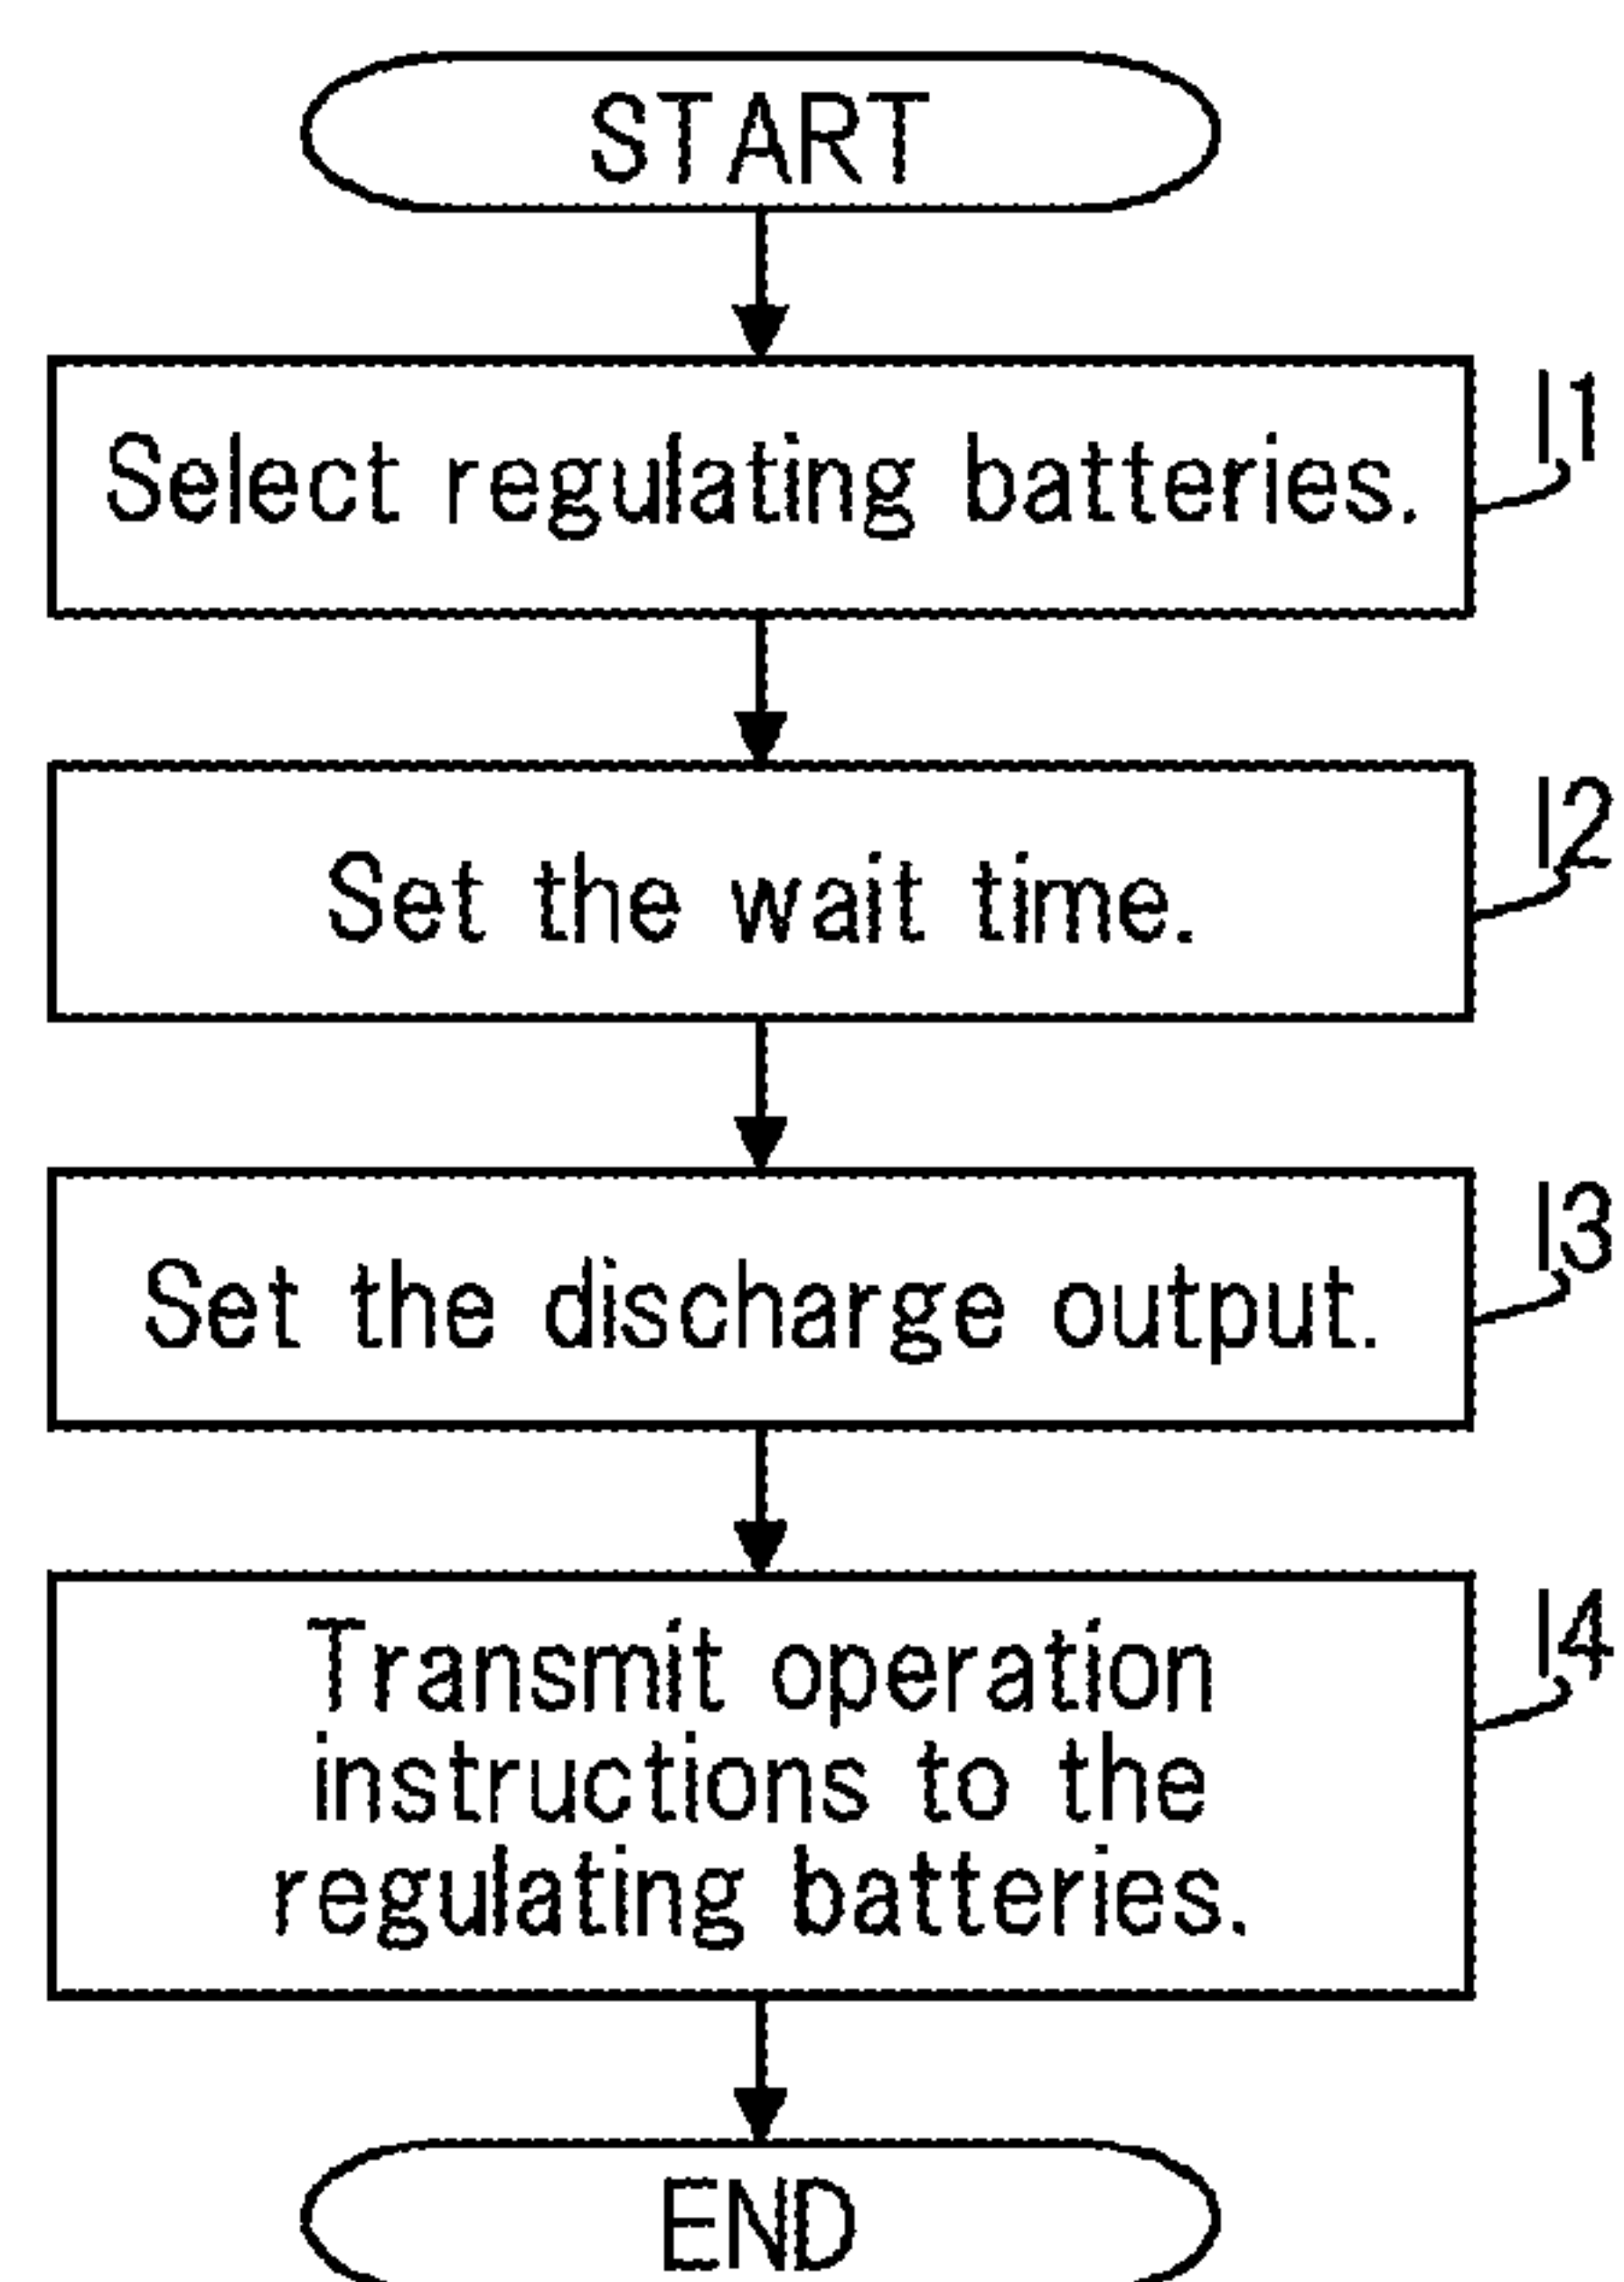 START
Select regulating batteries.
I1
Set the wait time.
I2
Set the discharge output.
I3
Transmit operation
instructions to the
regulating batteries.
I4
END